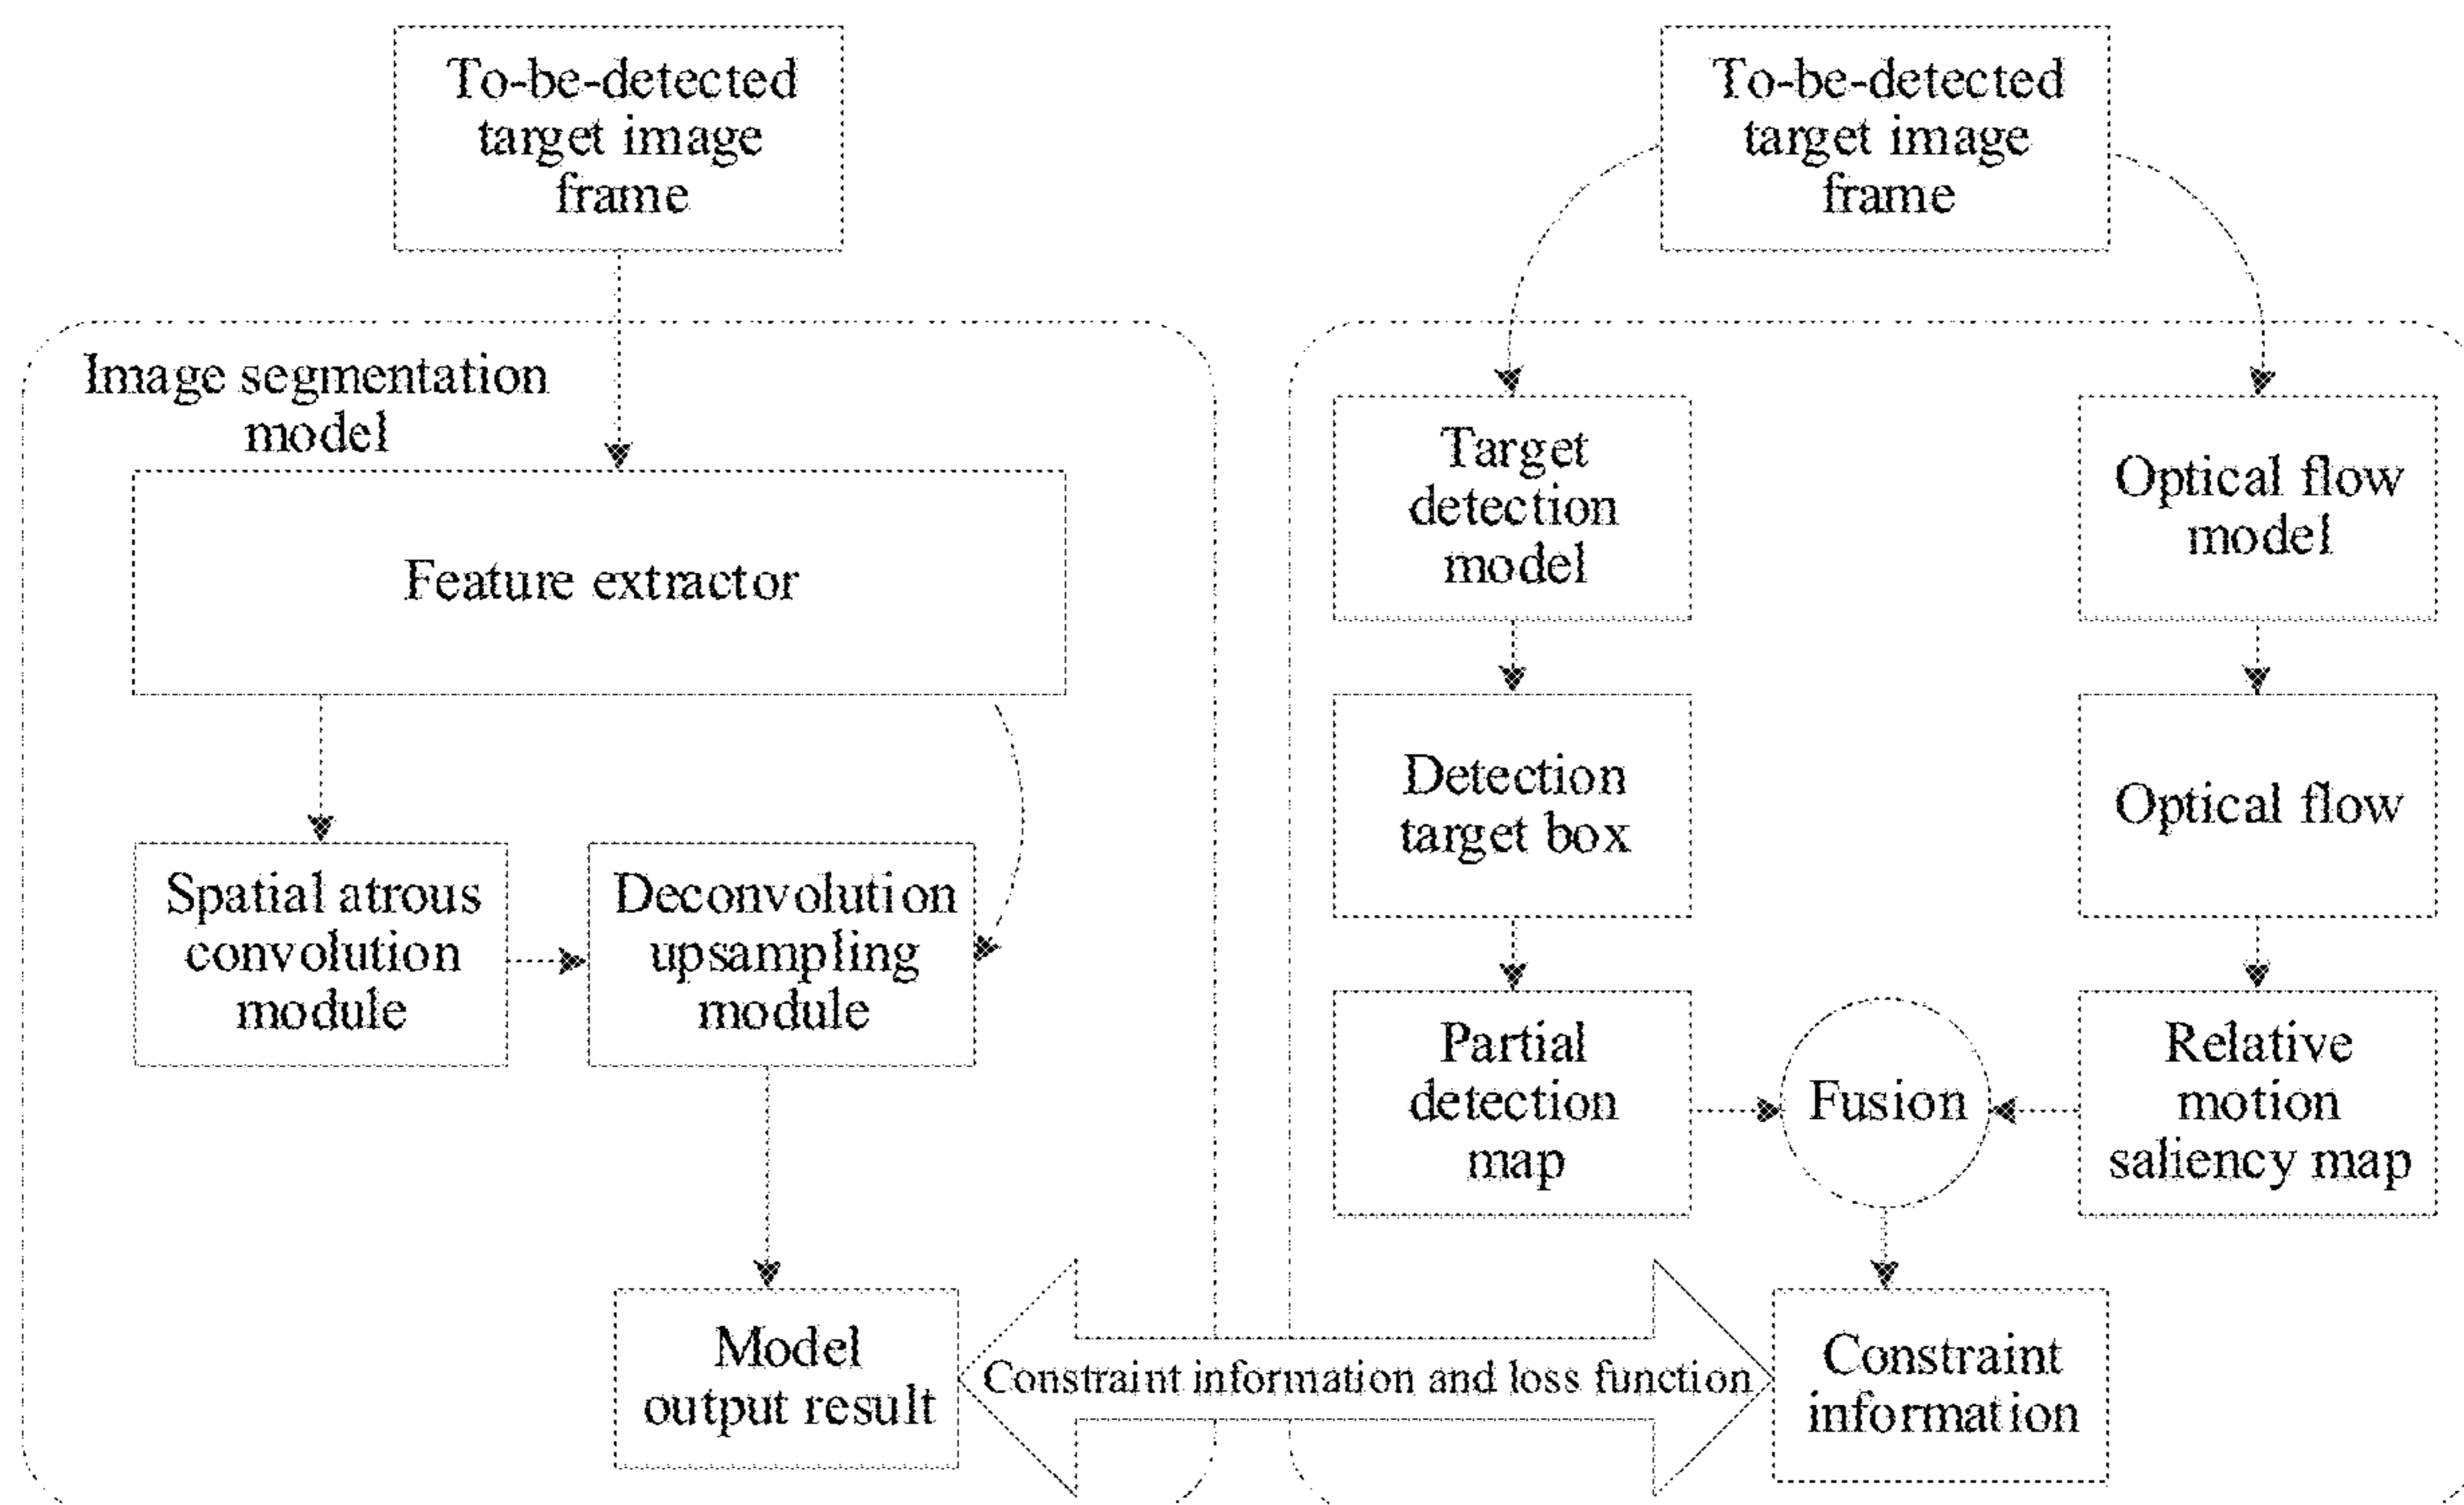 To-be-detected
target image
frame
To-be-detected
target image
frame
Image segmentation
model
Feature extractor
Spatial atrous
convolution
module
Deconvolution
upsampling
module
Model
output result
Target
detection
model
Detection
target box
Partial
detection
map
Fusion
Optical flow
model
Optical flow
Relative
motion
saliency map
Constraint information and loss function
Constraint
information